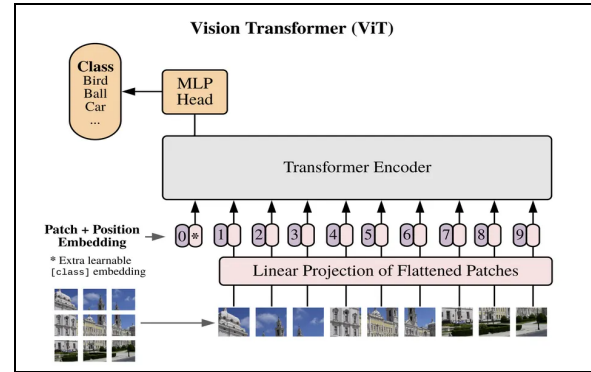 Vision Transformer (ViT)
Class
Bird
Ball
Car
...
MLP
Head
Transformer Encoder
Patch + Position
Embedding
* Extra learnable
[class] embedding
0 * 1 2 3 4 5 6 7 8 9
Linear Projection of Flattened Patches